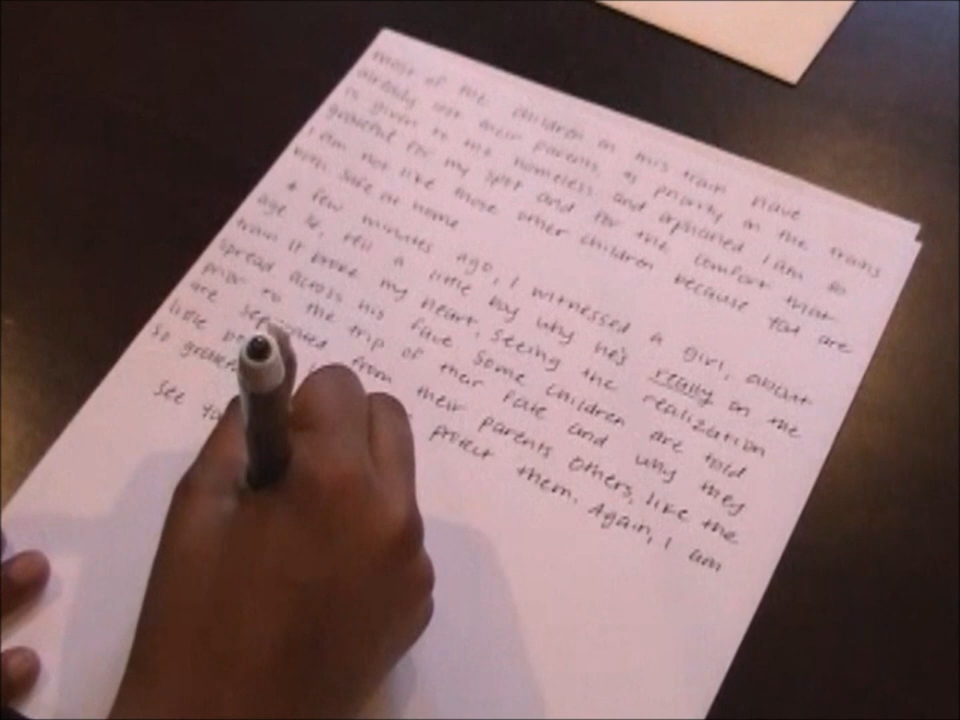 Most of the children on this train have
already lost their parents, as priority on the trains
is given to the homeless and orphaned I am so
grateful for my spot and for the comfort that
I am not like those other children because you are
both safe at home
A few minutes ago, I witnessed a girl, about
age 16, tell a little boy why he's really on the
train It broke my heart, seeing the realization
spread across his face Some children are told
prior to the trip of their fate and why they
are separated from their parents Others, like the
little protect them. Again, I am
so grateful
see you